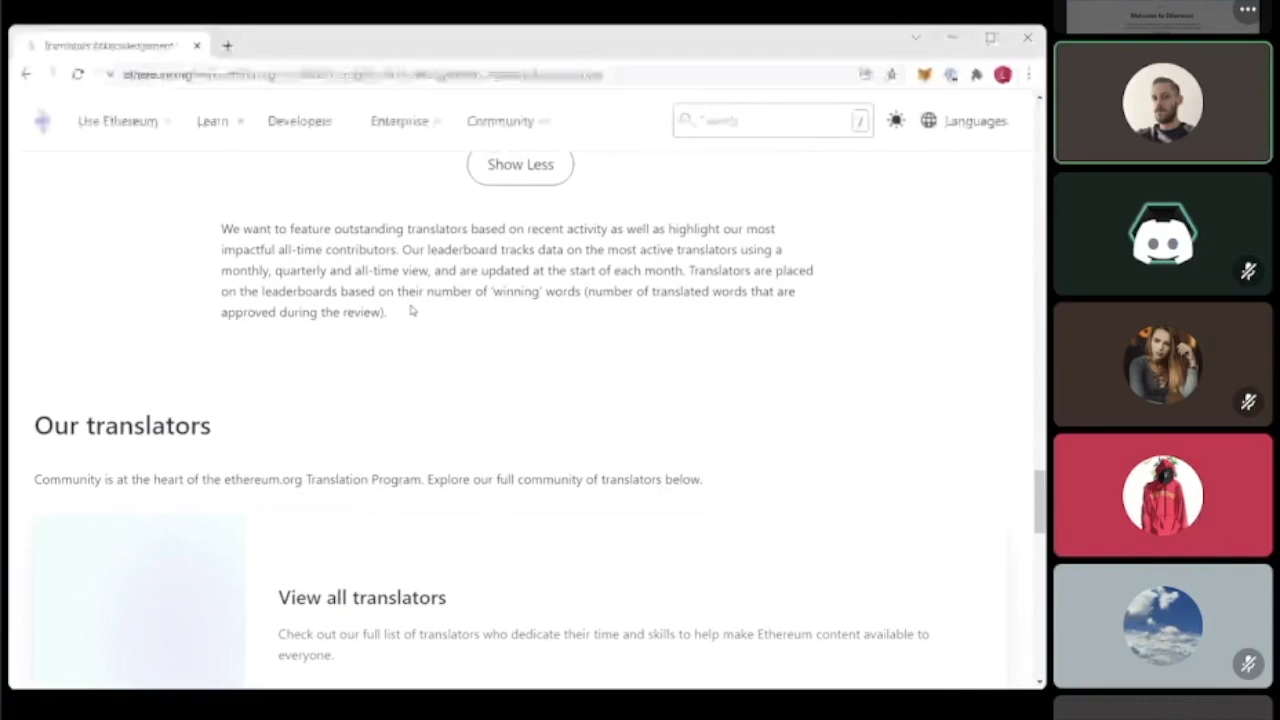 Translators Acknowledgement
Use Ethereum
Learn
Developers
Enterprise
Community
Search
/
Languages
Show Less
We want to feature outstanding translators based on recent activity as well as highlight our most
impactful all-time contributors. Our leaderboard tracks data on the most active translators using a
monthly, quarterly and all-time view, and are updated at the start of each month. Translators are placed
on the leaderboards based on their number of 'winning' words (number of translated words that are
approved during the review).
Our translators
Community is at the heart of the ethereum.org Translation Program. Explore our full community of translators below.
View all translators
Check out our full list of translators who dedicate their time and skills to help make Ethereum content available to
everyone.
Welcome to Ethereum
L